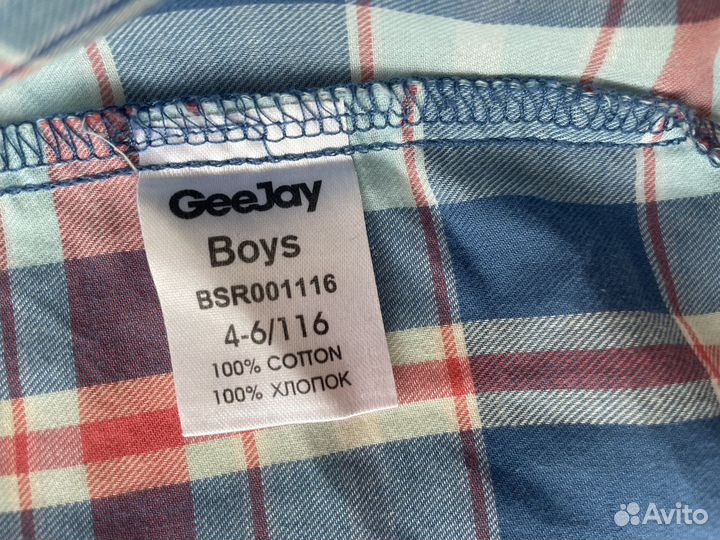 GeeJay
Boys
BSR001116
4-6/116
100% COTTON
100% ХЛОПОК
Avito